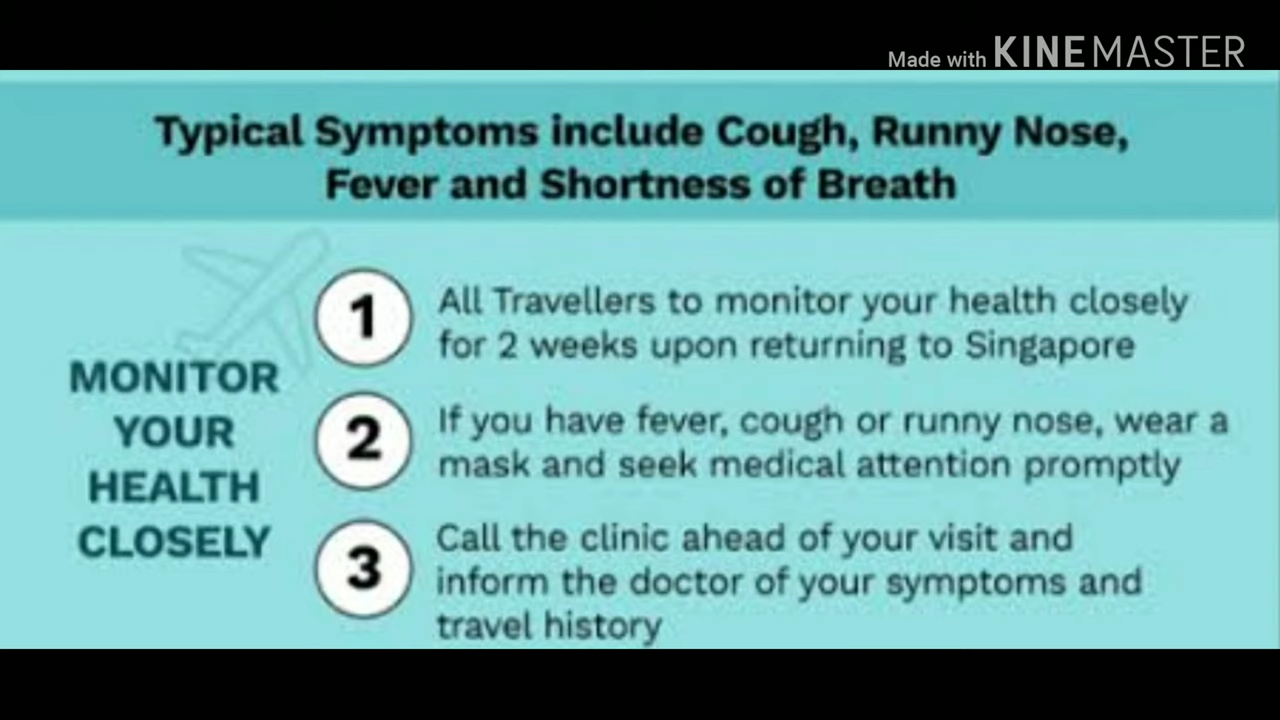 Made with KINEMASTER
Typical Symptoms include Cough, Runny Nose,
Fever and Shortness of Breath
MONITOR
YOUR
HEALTH
CLOSELY
1
All Travellers to monitor your health closely
for 2 weeks upon returning to Singapore
2
If you have fever, cough or runny nose, wear a
mask and seek medical attention promptly
3
Call the clinic ahead of your visit and
inform the doctor of your symptoms and
travel history